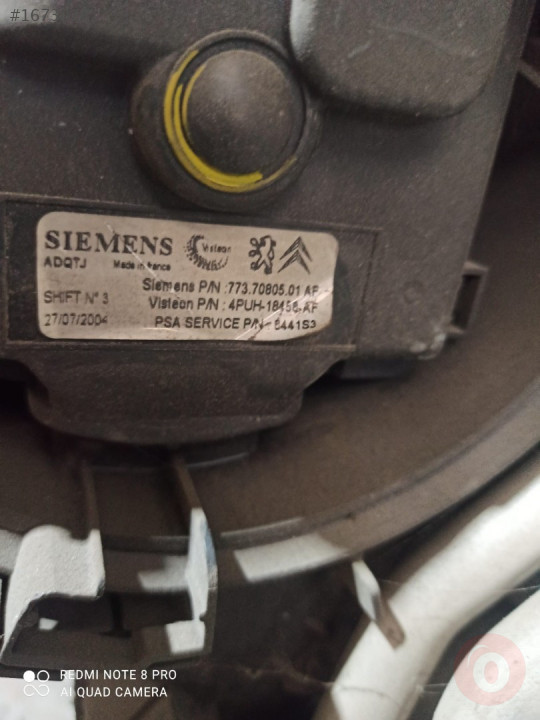 #167
SIEMENS
Visteon
ADQTJ
Made in France
Siemens P/N :773.70805.01 AF
SHIFT N° 3
Visteon P/N : 4PUH-18456-AF
27/07/2004
PSA SERVICE P/N : 6441S3
REDMI NOTE 8 PRO
AI QUAD CAMERA